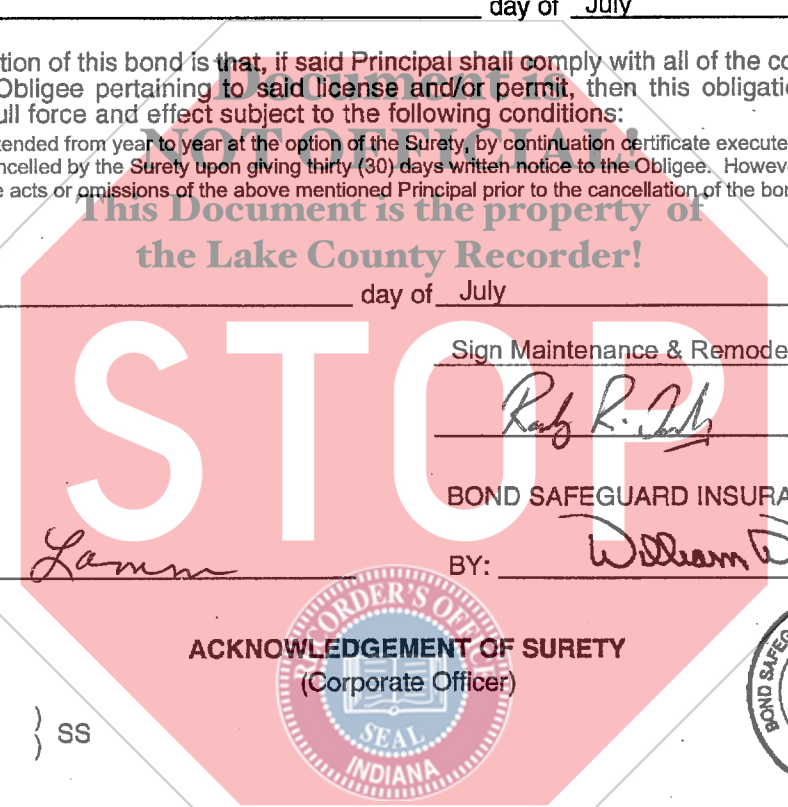 day of July
tion of this bond is that, if said Principal shall comply with all of the co
Obligee pertaining to said license and/or permit, then this obligati
ull force and effect subject to the following conditions:
tended from year to year at the option of the Surety, by continuation certificate execute
ncelled by the Surety upon giving thirty (30) days written notice to the Obligee. Howev
e acts or omissions of the above mentioned Principal prior to the cancellation of the bon
Document is
NOT OFFICIAL!
This Document is the property of
the Lake County Recorder!
day of July
STOP
Sign Maintenance & Remode
BOND SAFEGUARD INSURA
Lamm
BY: William
ACKNOWLEDGEMENT OF SURETY
(Corporate Officer)
) SS
)
RECORDER'S OFFICE
SEAL
INDIANA
BOND SAFEG